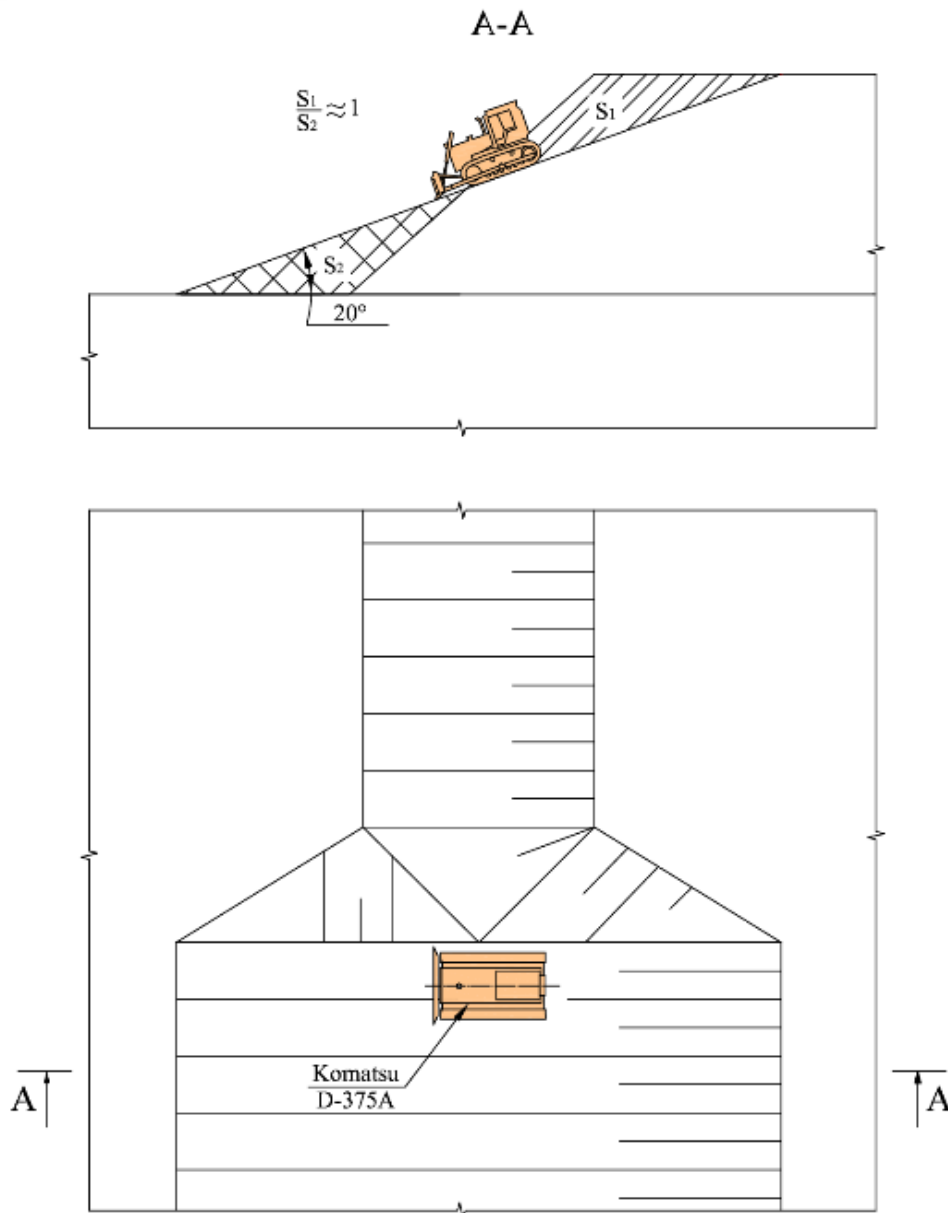 A-A
S1/S2 ≈ 1
S1
S2
20°
Komatsu
D-375A
A
A